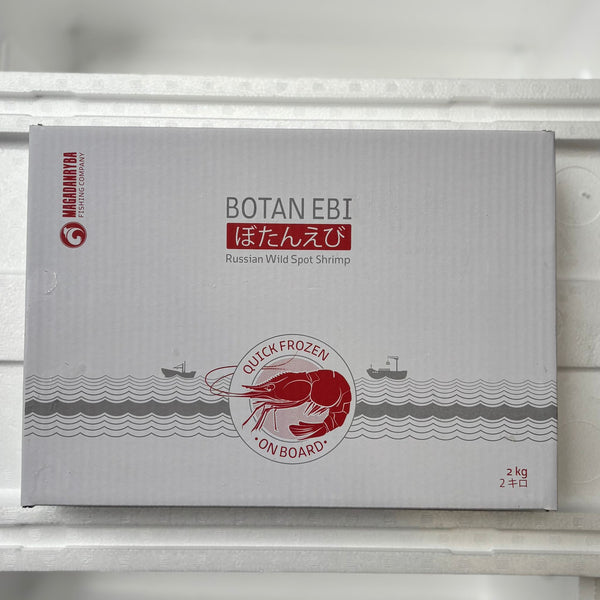 MAGADANRYBA
FISHING COMPANY
BOTAN EBI
ぼたんえび
Russian Wild Spot Shrimp
QUICK FROZEN
•ON BOARD•
2 kg
2 キロ